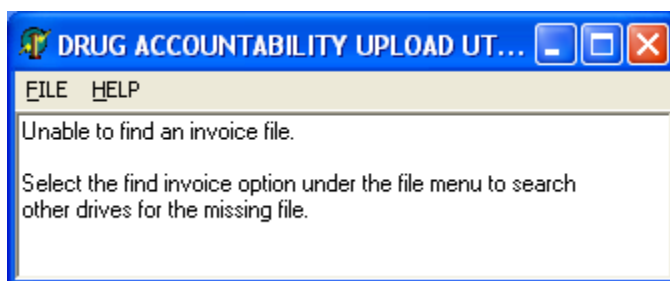 DRUG ACCOUNTABILITY UPLOAD UT...
FILE HELP
Unable to find an invoice file.
Select the find invoice option under the file menu to search
other drives for the missing file.